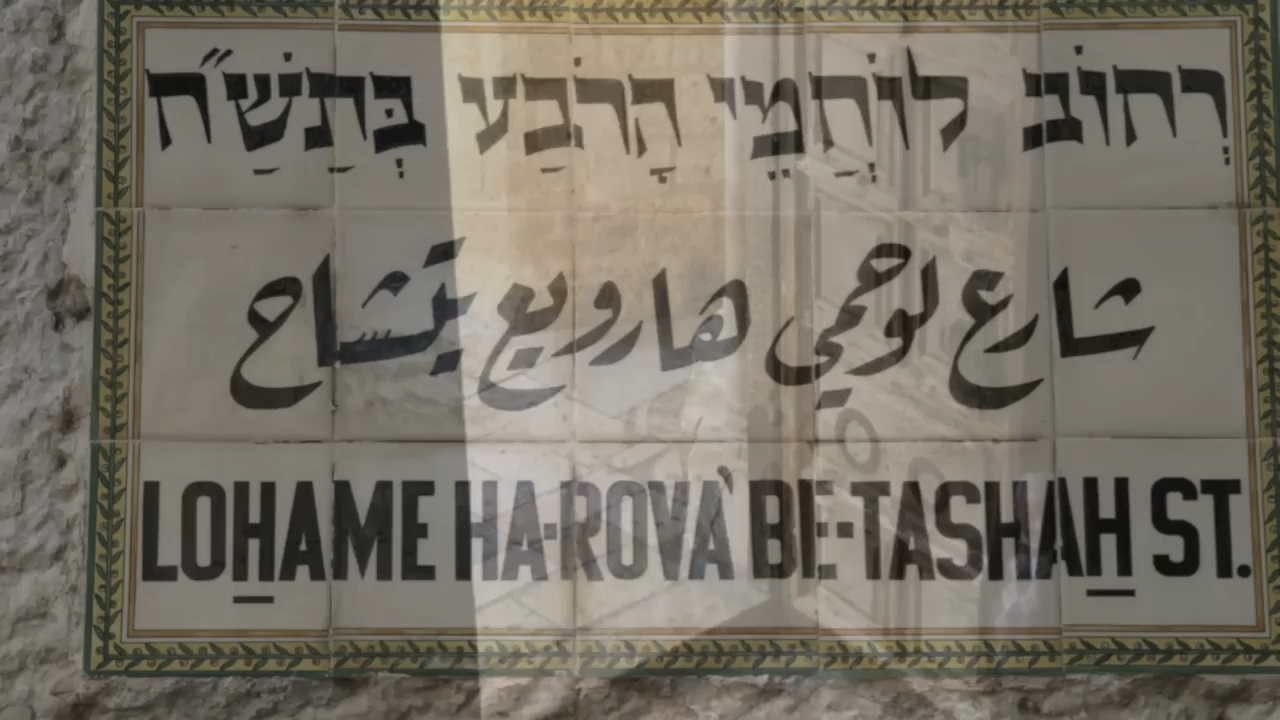 רְחוֹב לוֹחֲמֵי הָרֹבַע בְּתַשַׁ״ח
شارع لوحمي هاروبع بتشاح
LOHAME HA-ROVA' BE-TASHAH ST.